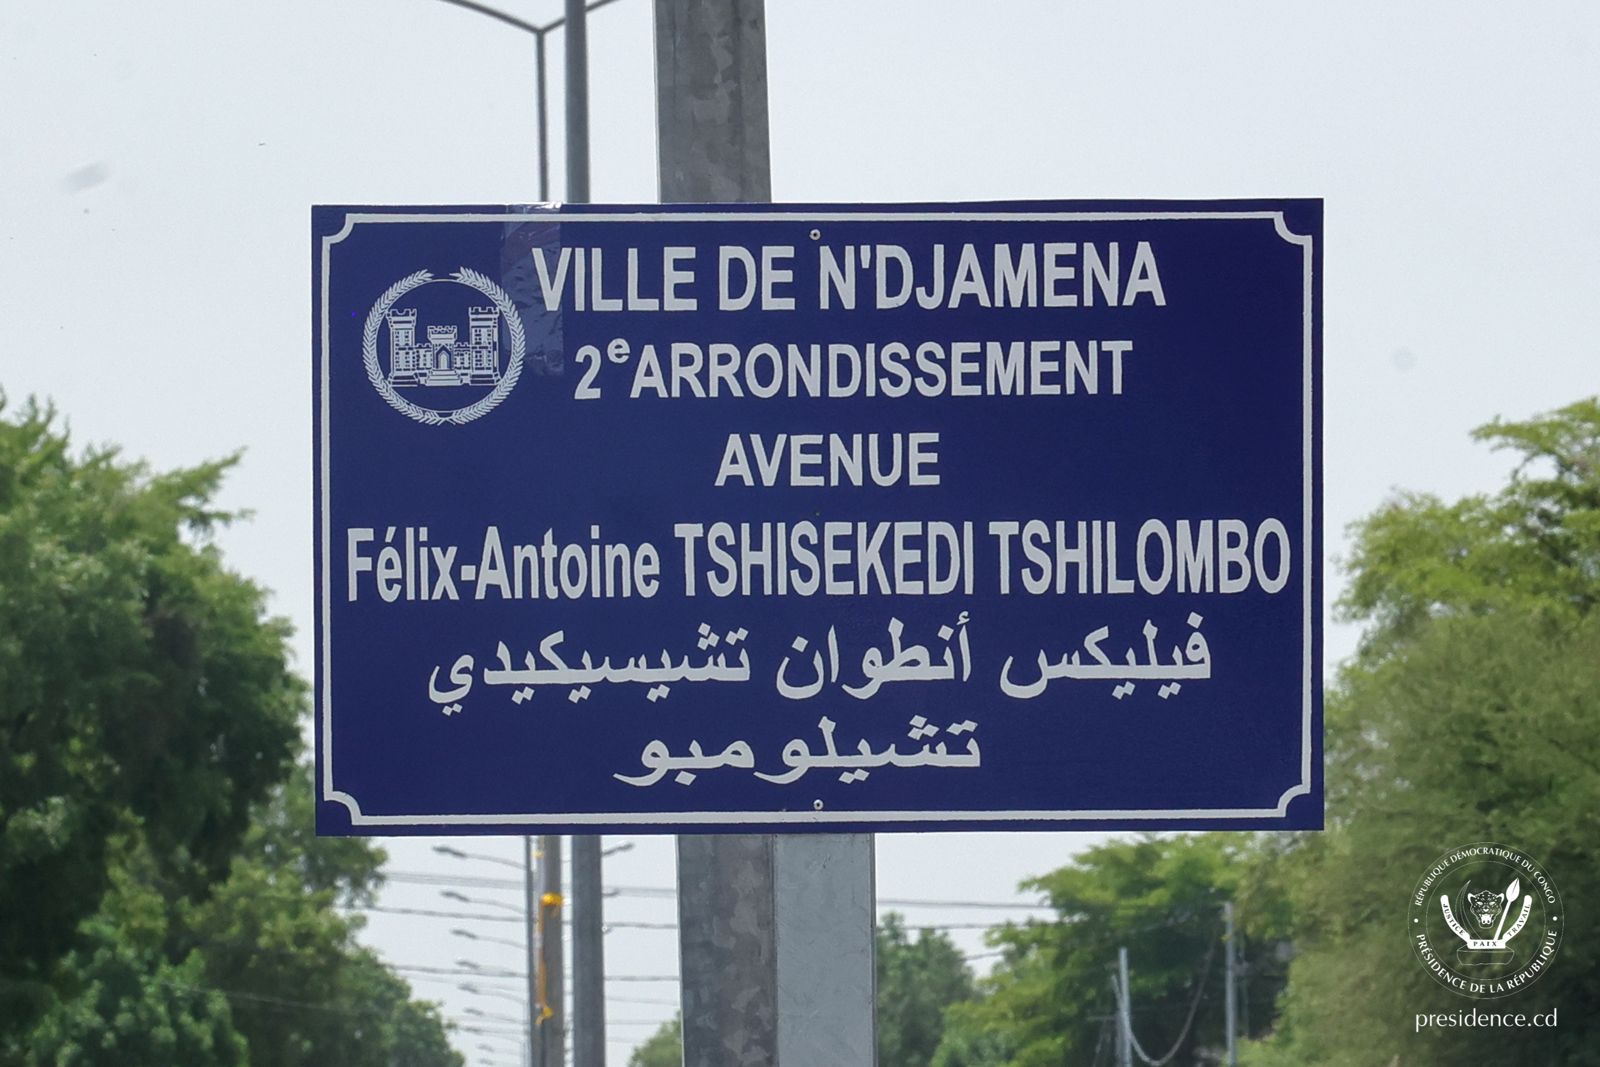 VILLE DE N'DJAMENA
2e ARRONDISSEMENT
AVENUE
Félix-Antoine TSHISEKEDI TSHILOMBO
فيليكس أنطوان تشيسيكيدي
تشيلومبو
RÉPUBLIQUE DÉMOCRATIQUE DU CONGO
JUSTICE PAIX TRAVAIL
PRÉSIDENCE DE LA RÉPUBLIQUE
presidence.cd